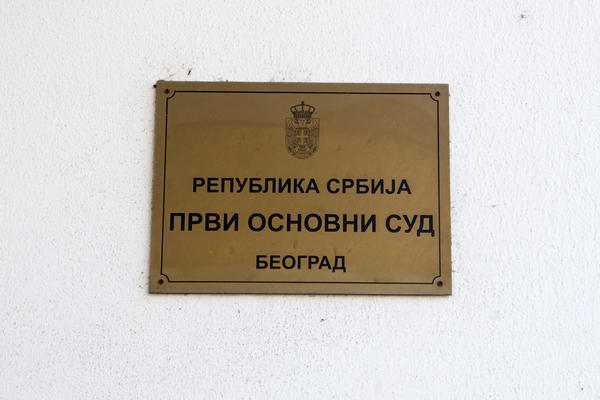 РЕПУБЛИКА СРБИЈА
ПРВИ ОСНОВНИ СУД
БЕОГРАД